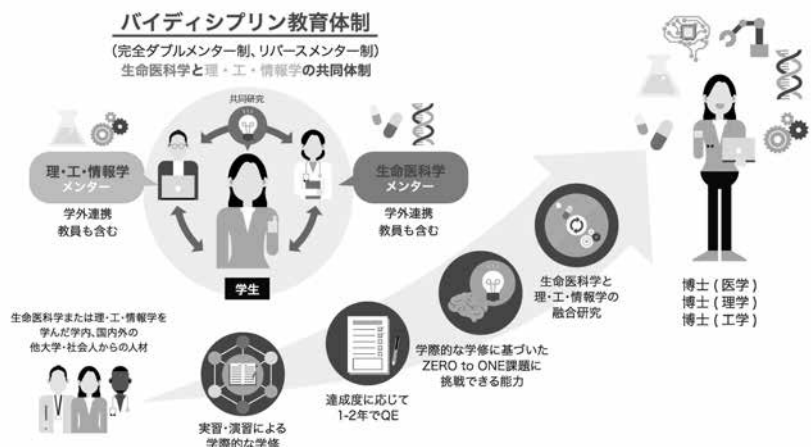 バイディシプリン教育体制
(完全ダブルメンター制、リバースメンター制)
生命医科学と理・工・情報学の共同体制
共同研究
理・工・情報学
メンター
学外連携
教員も含む
生命医科学
メンター
学外連携
教員も含む
学生
生命医科学または理・工・情報学を
学んだ学内、国内外の
他大学・社会人からの人材
実習・演習による
学際的な学修
達成度に応じて
1-2年でQE
学際的な学修に基づいた
ZERO to ONE課題に
挑戦できる能力
生命医科学と
理・工・情報学の
融合研究
博士 ( 医学 )
博士 ( 理学 )
博士 ( 工学 )